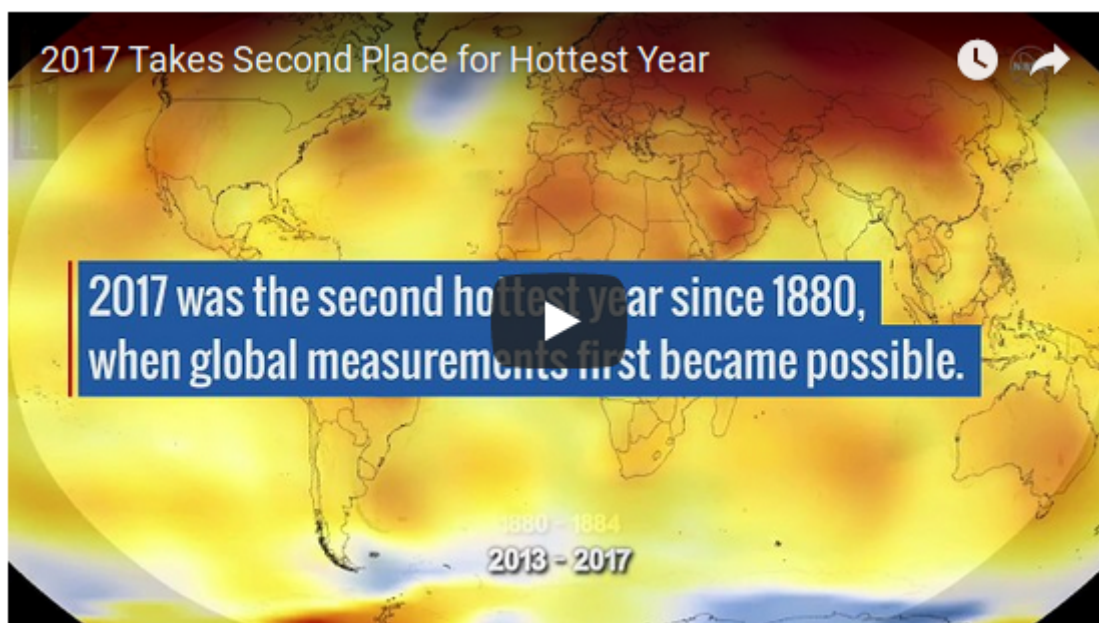 2017 Takes Second Place for Hottest Year
2017 was the second hottest year since 1880,
when global measurements first became possible.
1880 - 1884
2013 - 2017